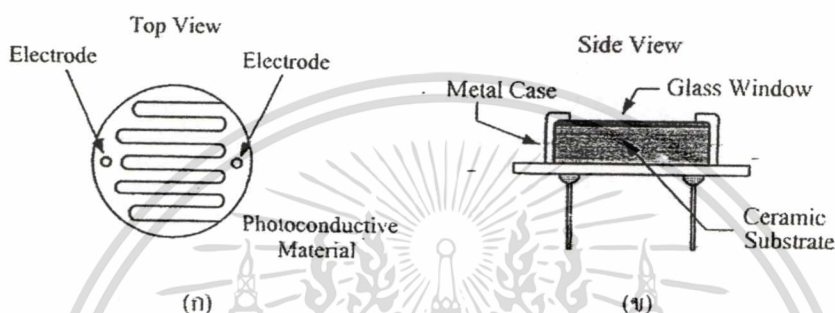 Top View
Electrode
Electrode
Photoconductive
Material
(ก)
Side View
Metal Case
Glass Window
Ceramic
Substrate
(ข)